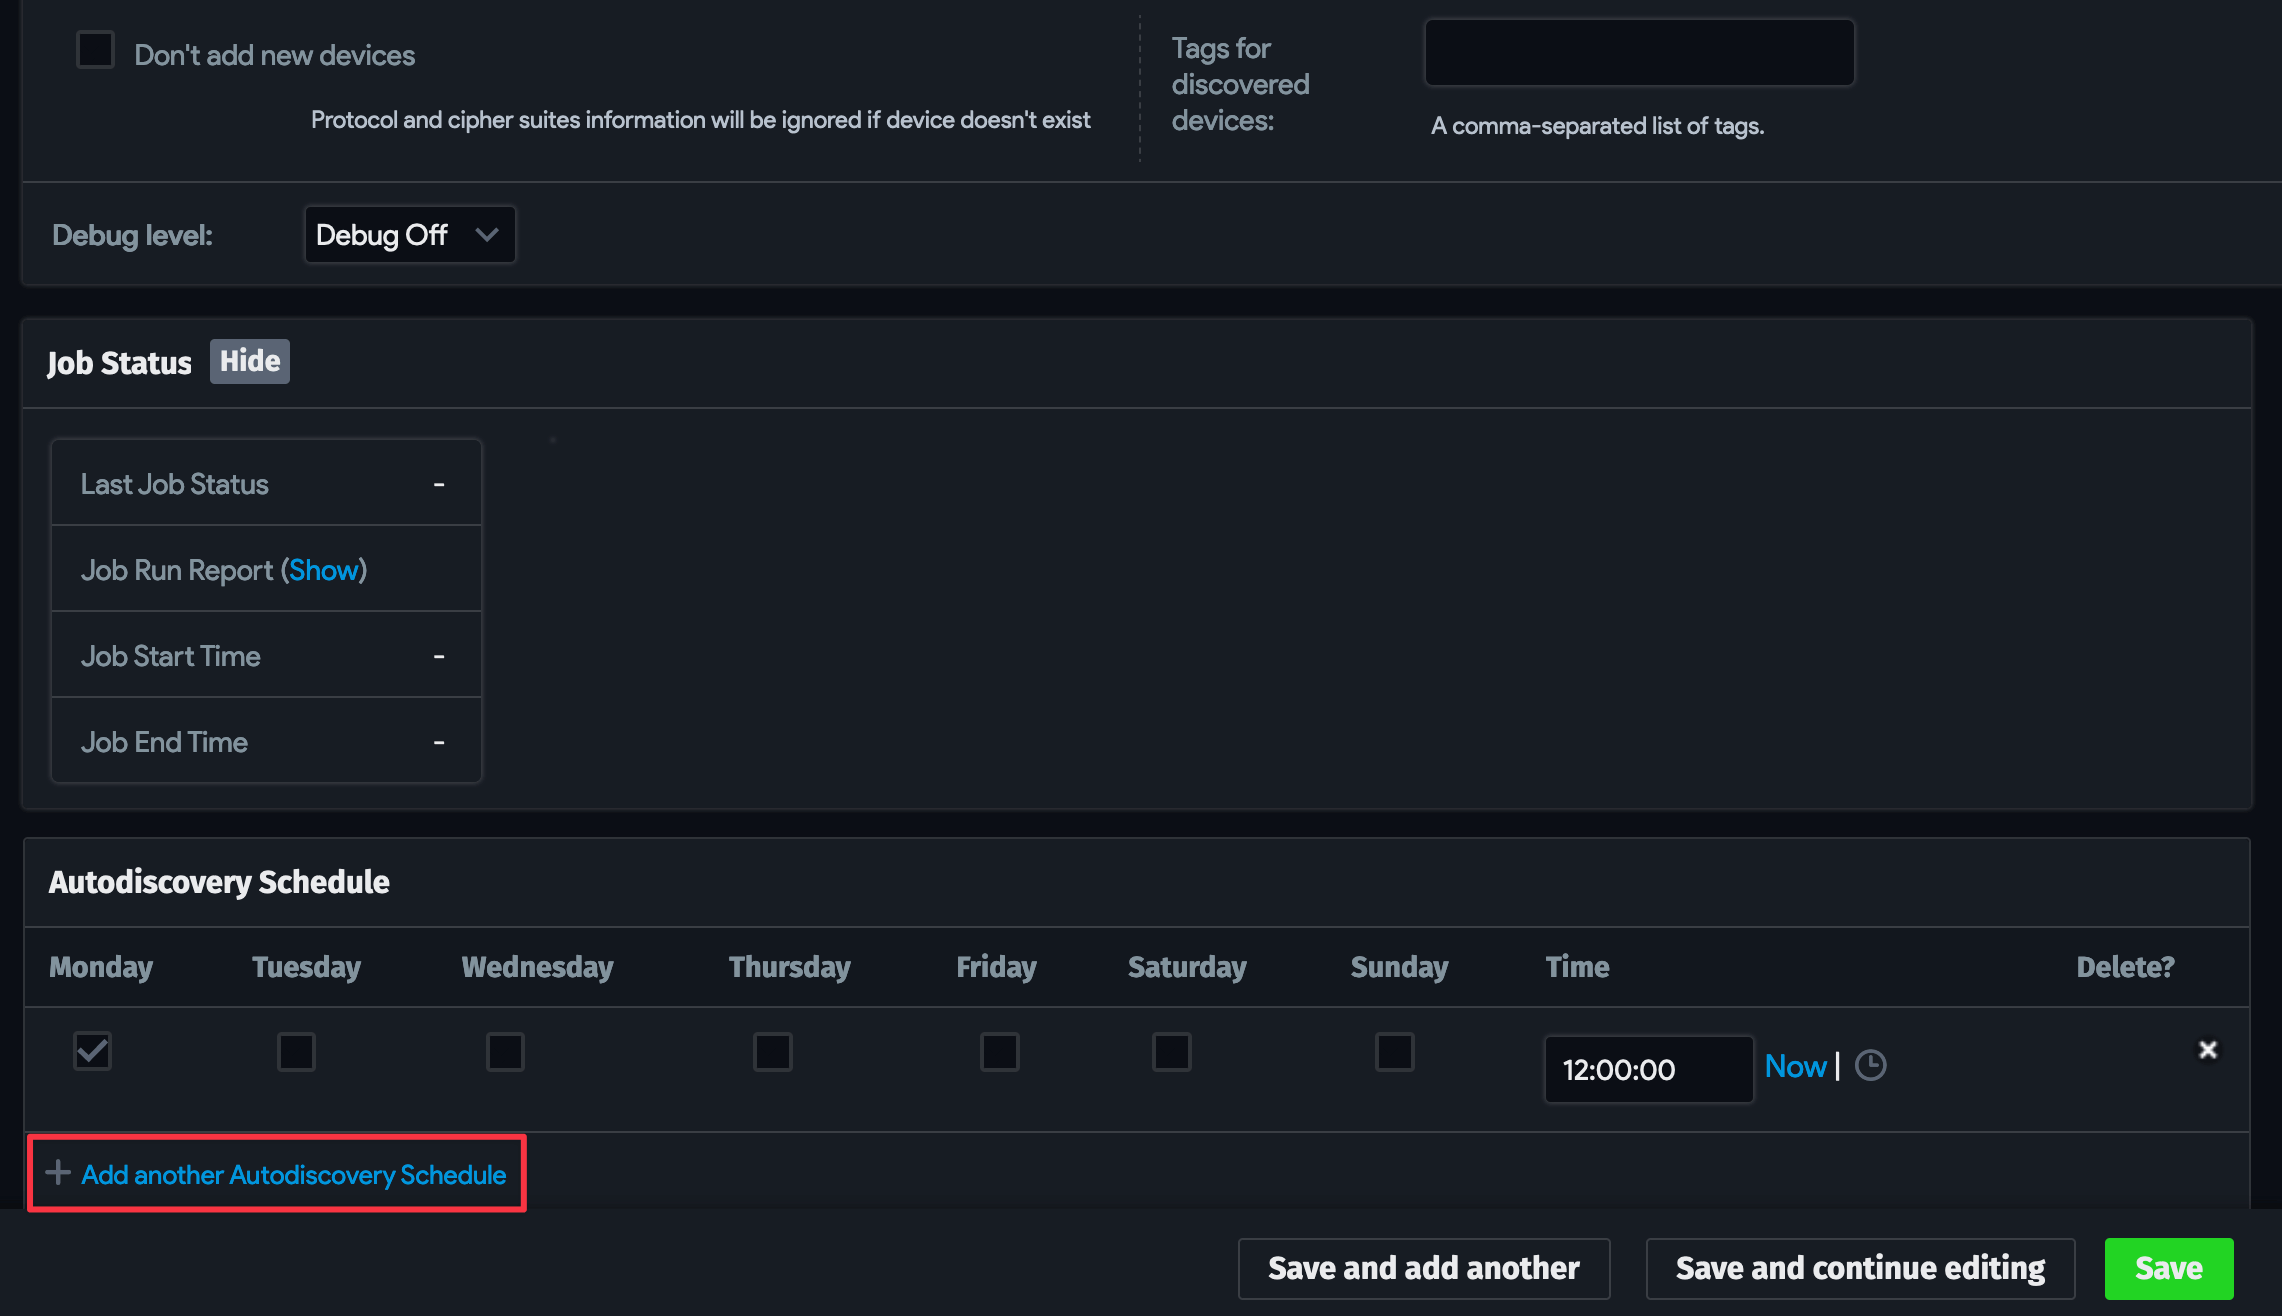 Don't add new devices
Protocol and cipher suites information will be ignored if device doesn't exist
Tags for
discovered
devices:
A comma-separated list of tags.
Debug level:
Debug Off
Job Status Hide
Last Job Status -
Job Run Report (Show)
Job Start Time -
Job End Time -
Autodiscovery Schedule
Monday Tuesday Wednesday Thursday Friday Saturday Sunday Time Delete?
12:00:00 Now |
Add another Autodiscovery Schedule
Save and add another Save and continue editing Save